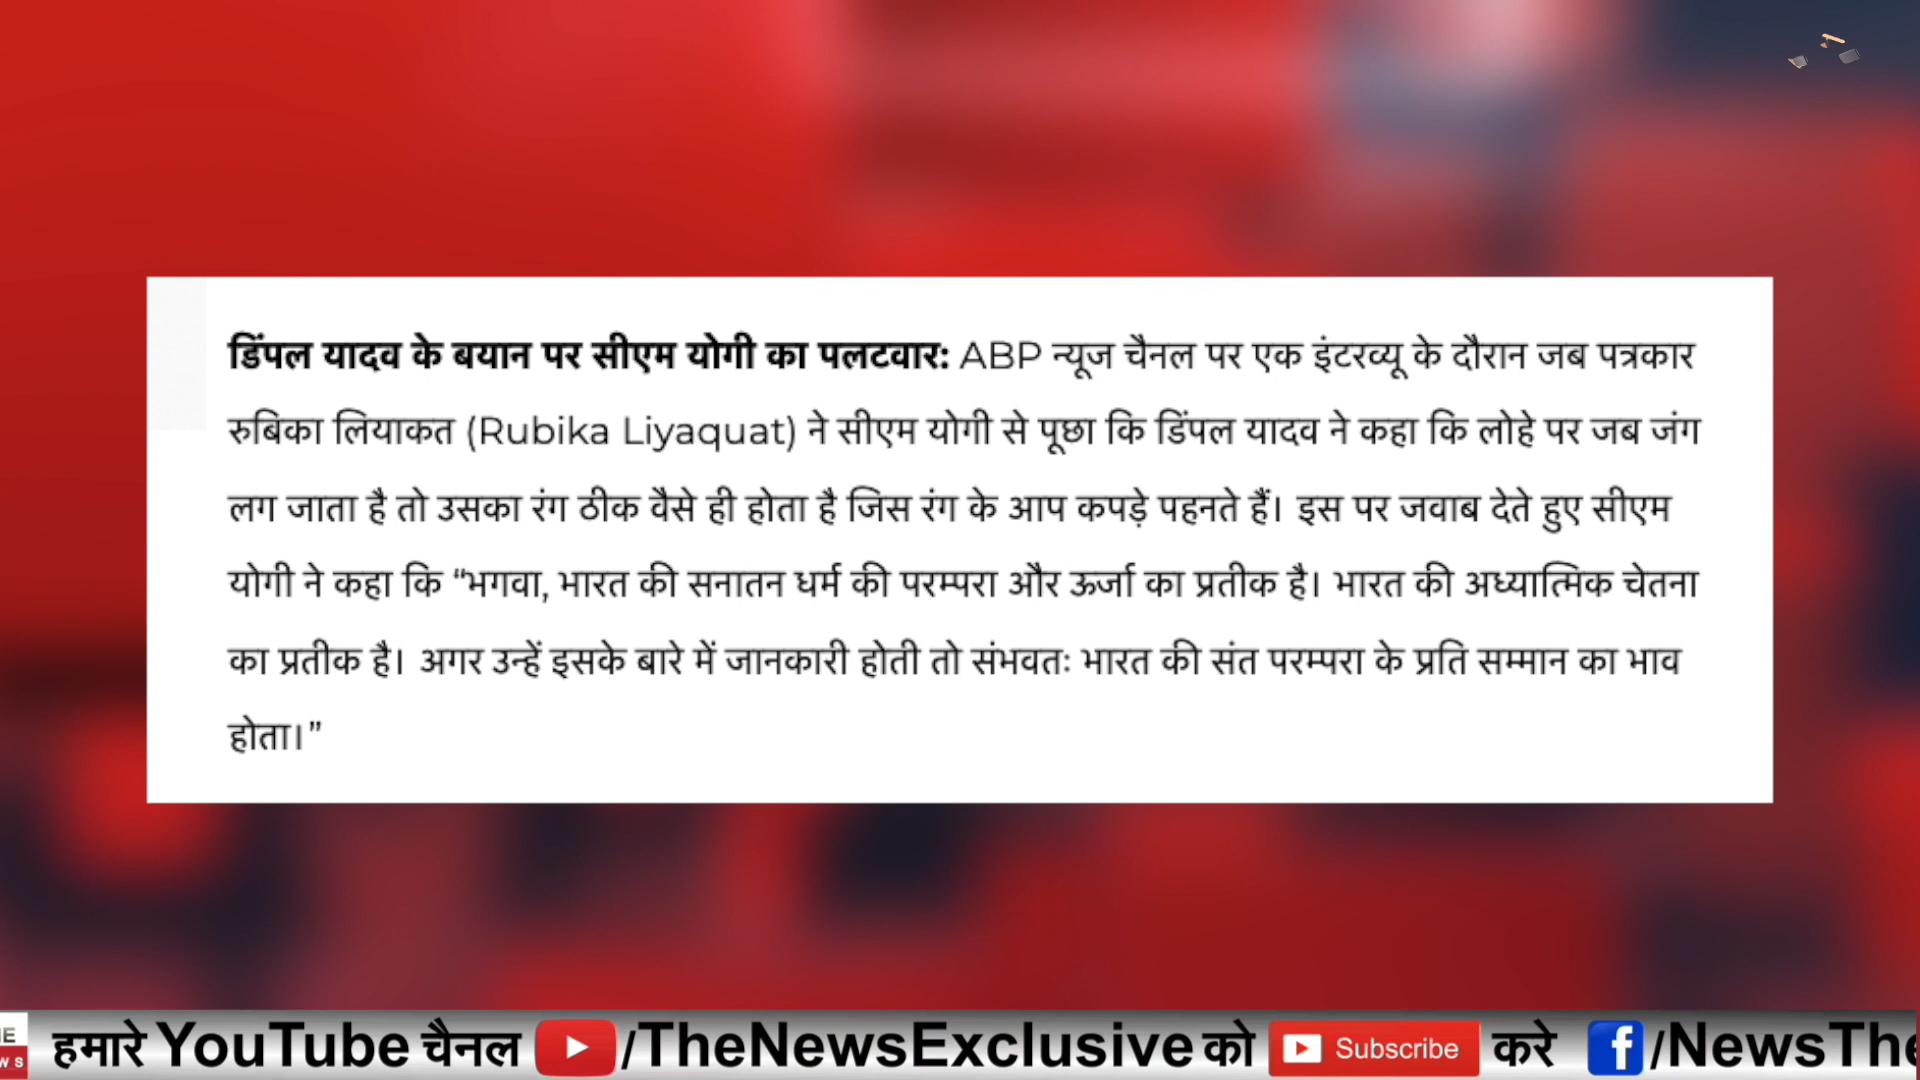 डिंपल यादव के बयान पर सीएम योगी का पलटवार: ABP न्यूज चैनल पर एक इंटरव्यू के दौरान जब पत्रकार
रुबिका लियाकत (Rubika Liyaquat) ने सीएम योगी से पूछा कि डिंपल यादव ने कहा कि लोहे पर जब जंग
लग जाता है तो उसका रंग ठीक वैसे ही होता है जिस रंग के आप कपड़े पहनते हैं। इस पर जवाब देते हुए सीएम
योगी ने कहा कि “भगवा, भारत की सनातन धर्म की परम्परा और ऊर्जा का प्रतीक है। भारत की अध्यात्मिक चेतना
का प्रतीक है। अगर उन्हें इसके बारे में जानकारी होती तो संभवतः भारत की संत परम्परा के प्रति सम्मान का भाव
होता।”
हमारे YouTube चैनल /TheNewsExclusive को Subscribe करे f /NewsThe